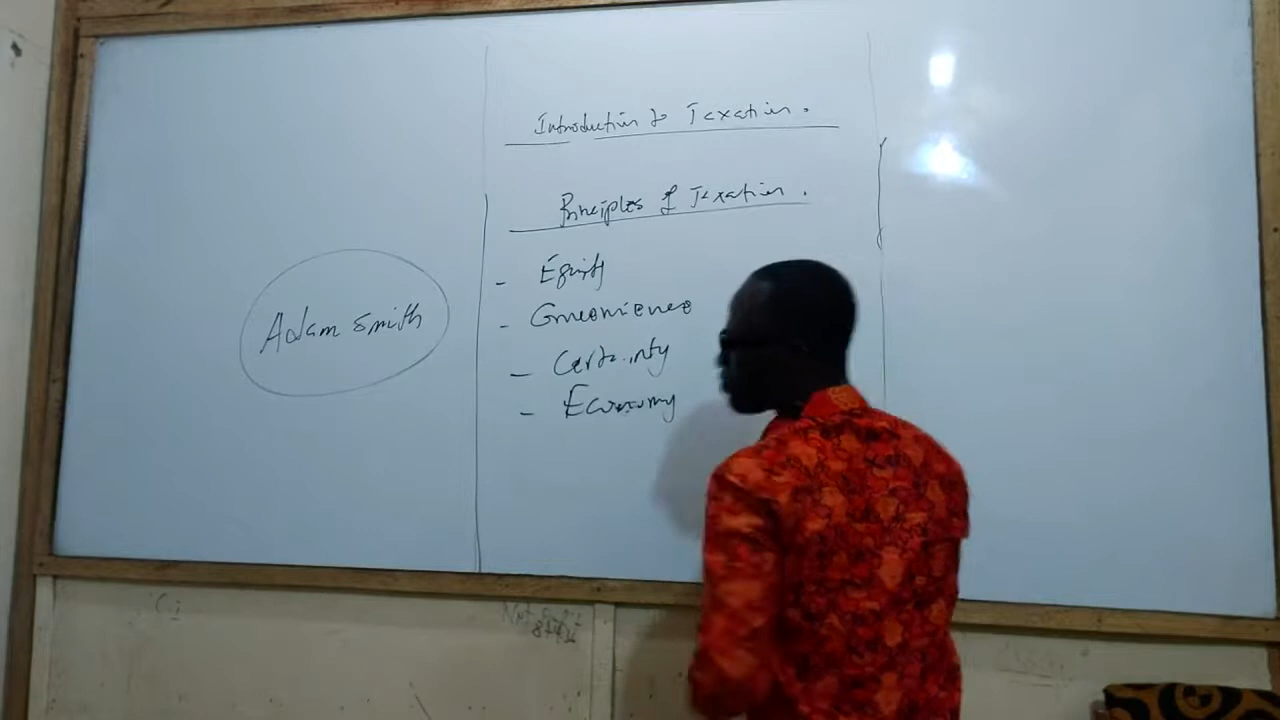 Introduction to Taxation.
Principles of Taxation.
- Equity
- Convenience
- Certainty
- Economy
Adam Smith